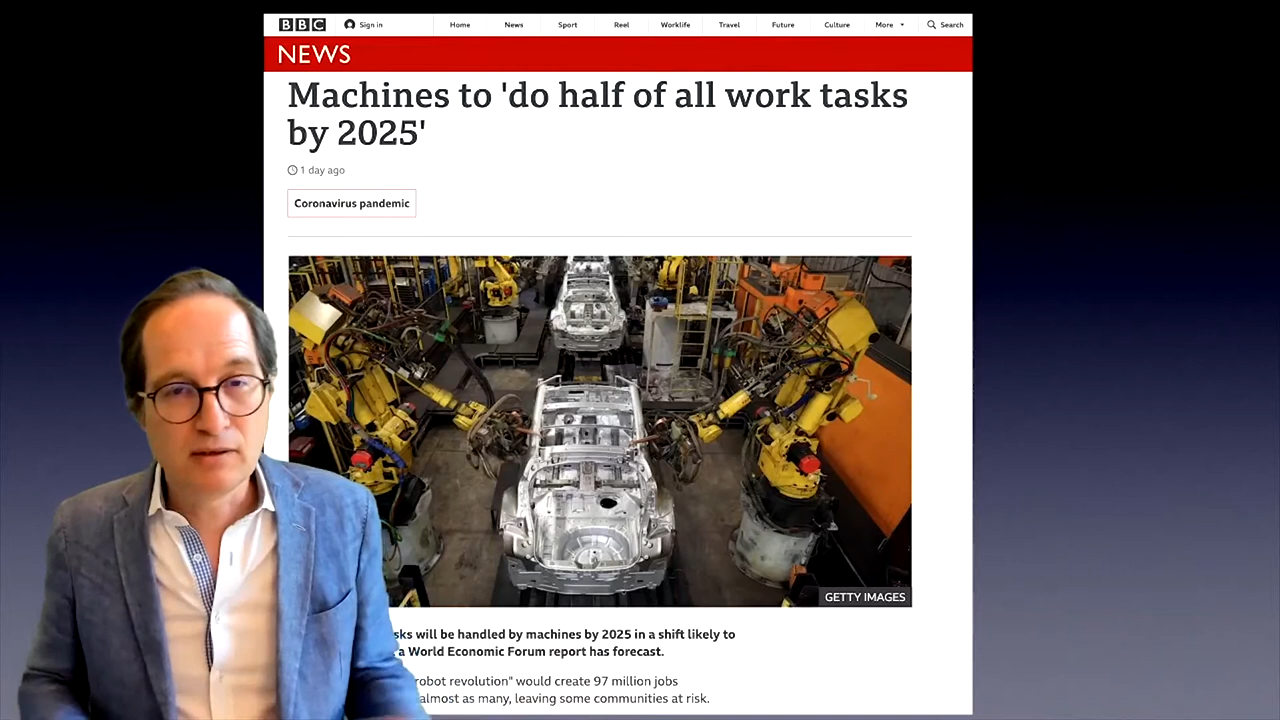 BBC Sign in Home News Sport Reel Worklife Travel Future Culture More Search
NEWS
Machines to 'do half of all work tasks
by 2025'
1 day ago
Coronavirus pandemic
GETTY IMAGES
will be handled by machines by 2025 in a shift likely to
a World Economic Forum report has forecast.
robot revolution" would create 97 million jobs
almost as many, leaving some communities at risk.